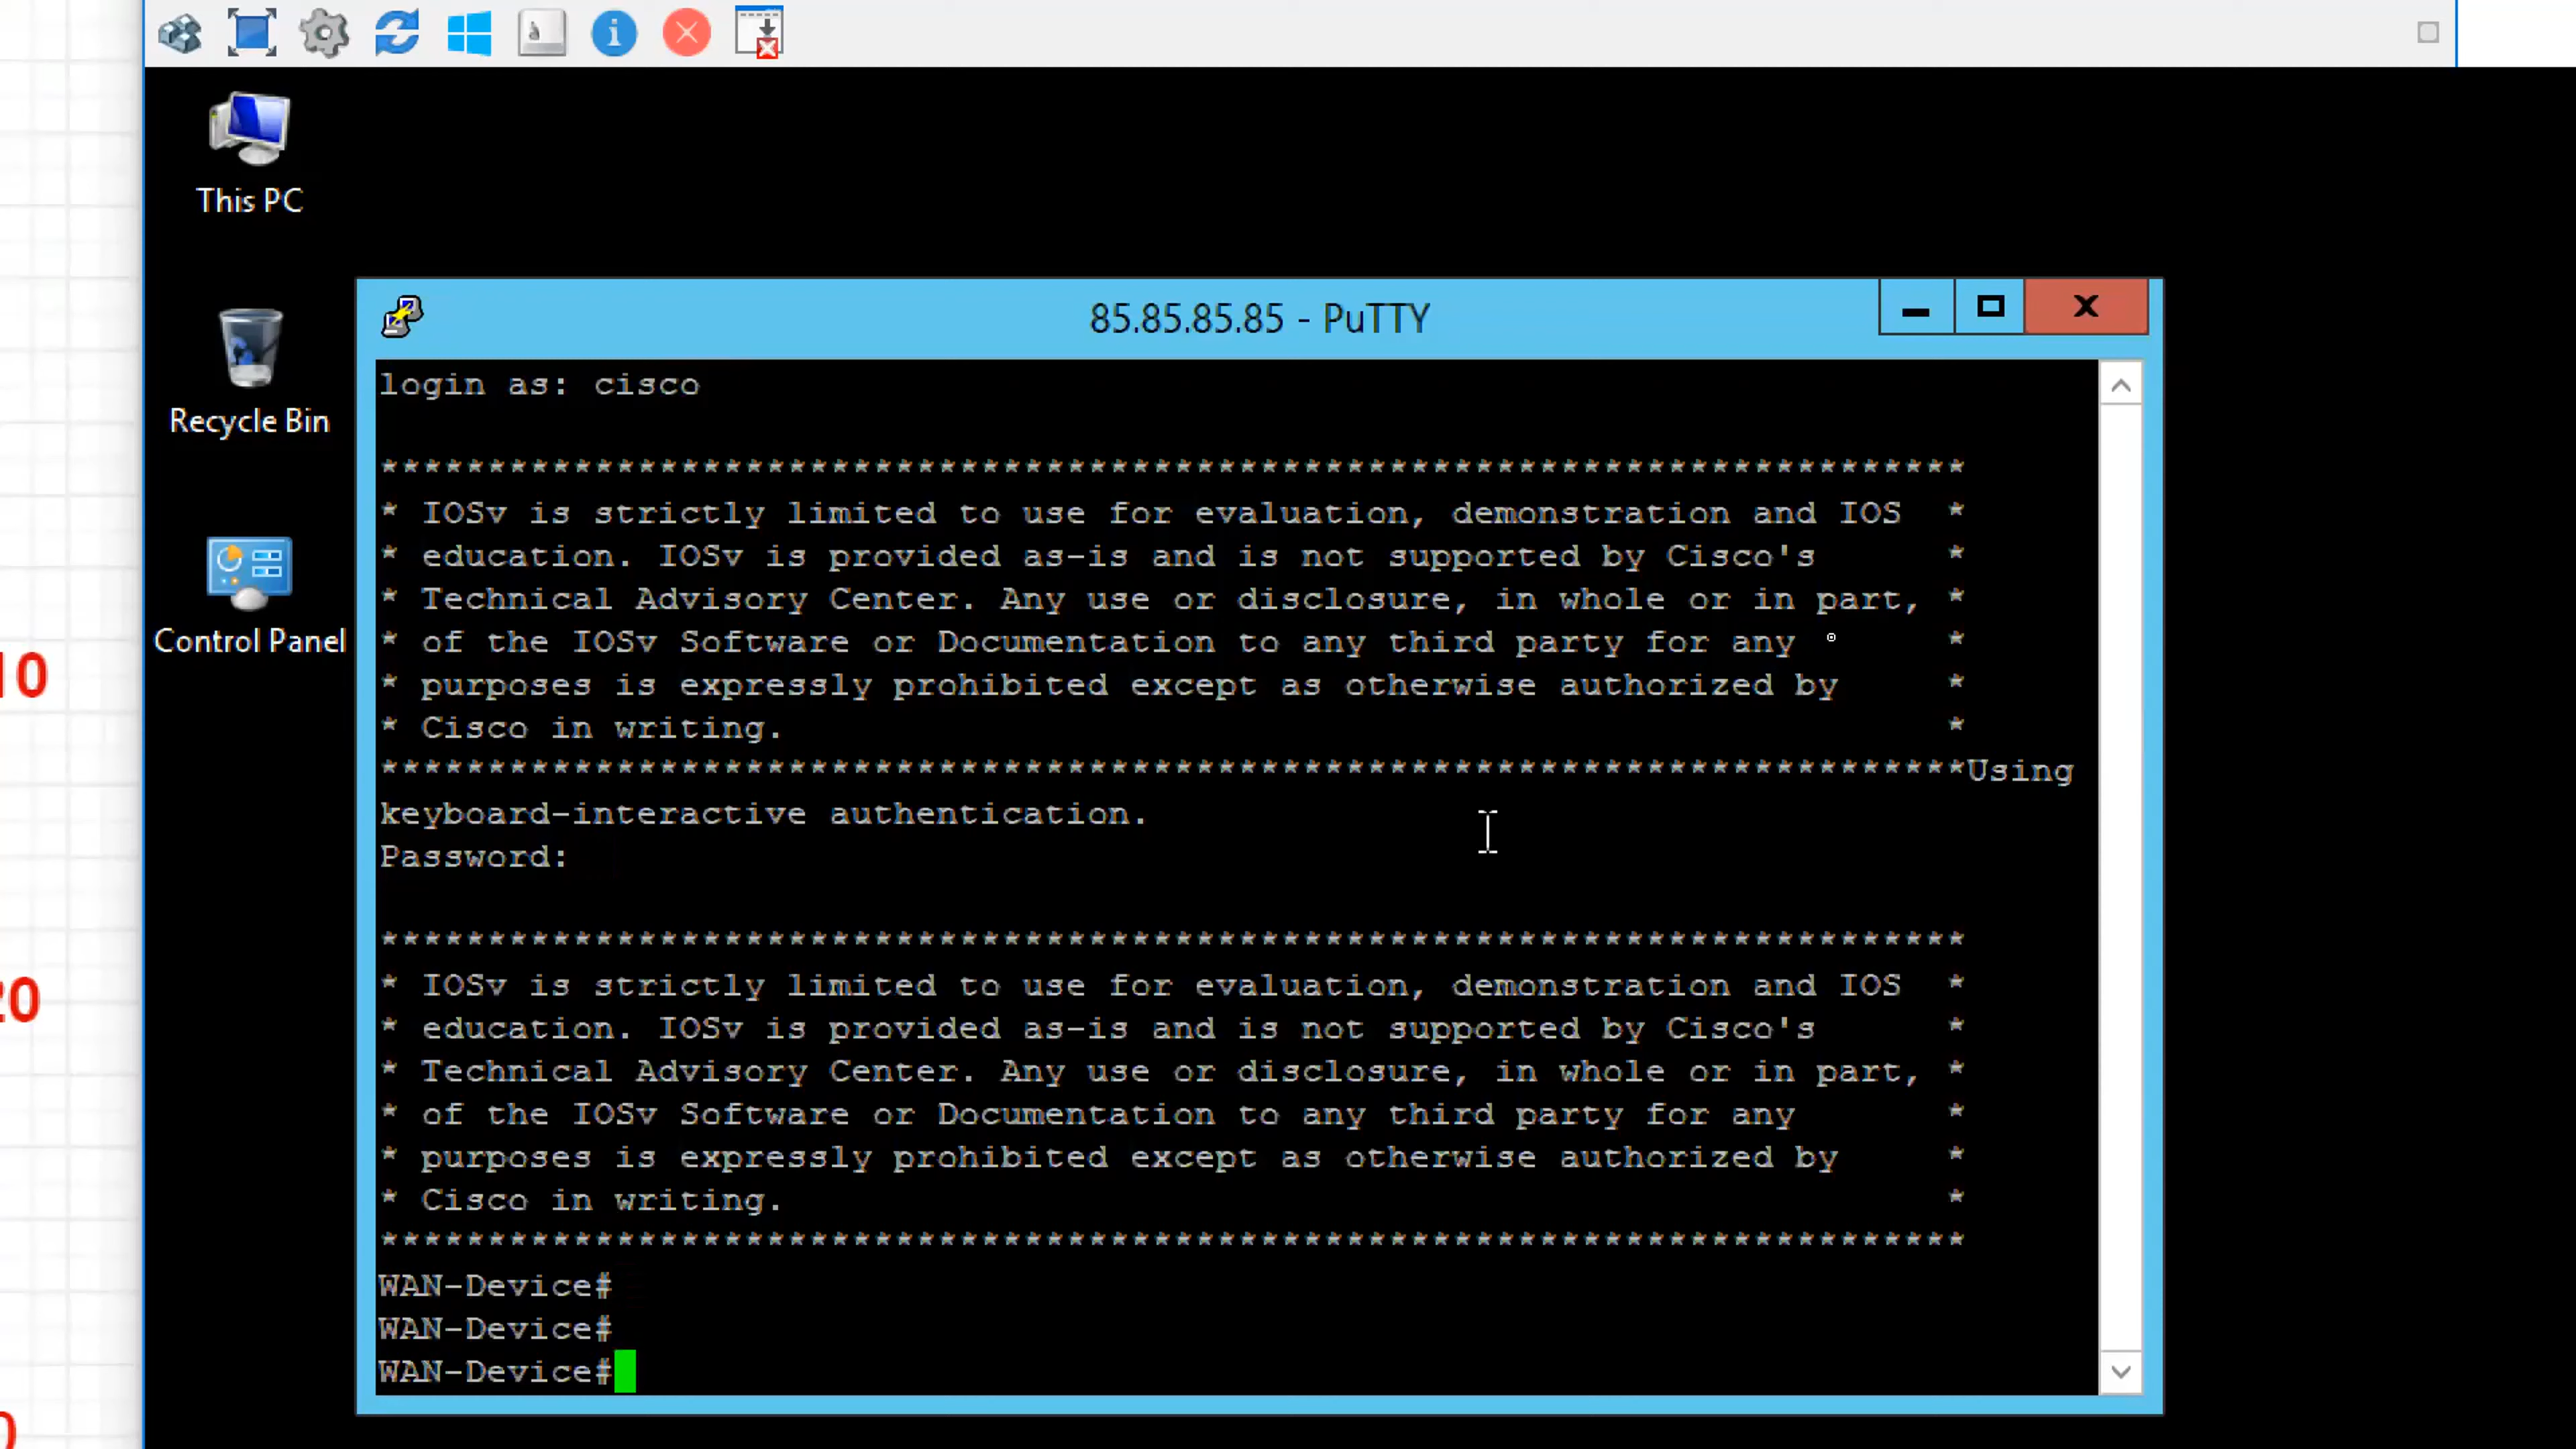 This PC
Recycle Bin
Control Panel
10
20
0
85.85.85.85 - PuTTY
login as: cisco
**************************************************************************
* IOSv is strictly limited to use for evaluation, demonstration and IOS  *
* education. IOSv is provided as-is and is not supported by Cisco's      *
* Technical Advisory Center. Any use or disclosure, in whole or in part, *
* of the IOSv Software or Documentation to any third party for any       *
* purposes is expressly prohibited except as otherwise authorized by     *
* Cisco in writing.                                                      *
**************************************************************************Using
keyboard-interactive authentication.
Password:
**************************************************************************
* IOSv is strictly limited to use for evaluation, demonstration and IOS  *
* education. IOSv is provided as-is and is not supported by Cisco's      *
* Technical Advisory Center. Any use or disclosure, in whole or in part, *
* of the IOSv Software or Documentation to any third party for any       *
* purposes is expressly prohibited except as otherwise authorized by     *
* Cisco in writing.                                                      *
**************************************************************************
WAN-Device#
WAN-Device#
WAN-Device#